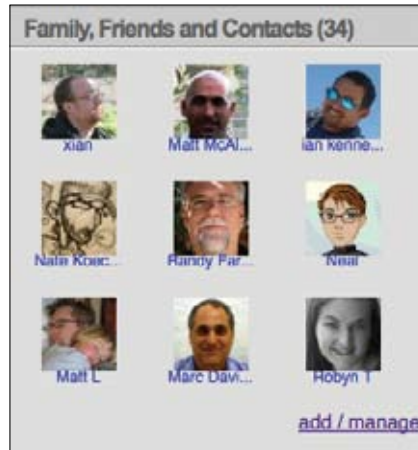 Family, Friends and Contacts (34)
xian Matt McAl... ian kenne...
Nate Koec... Randy Far... Neal
Matt L Marc Davi... Robyn T
add / manage